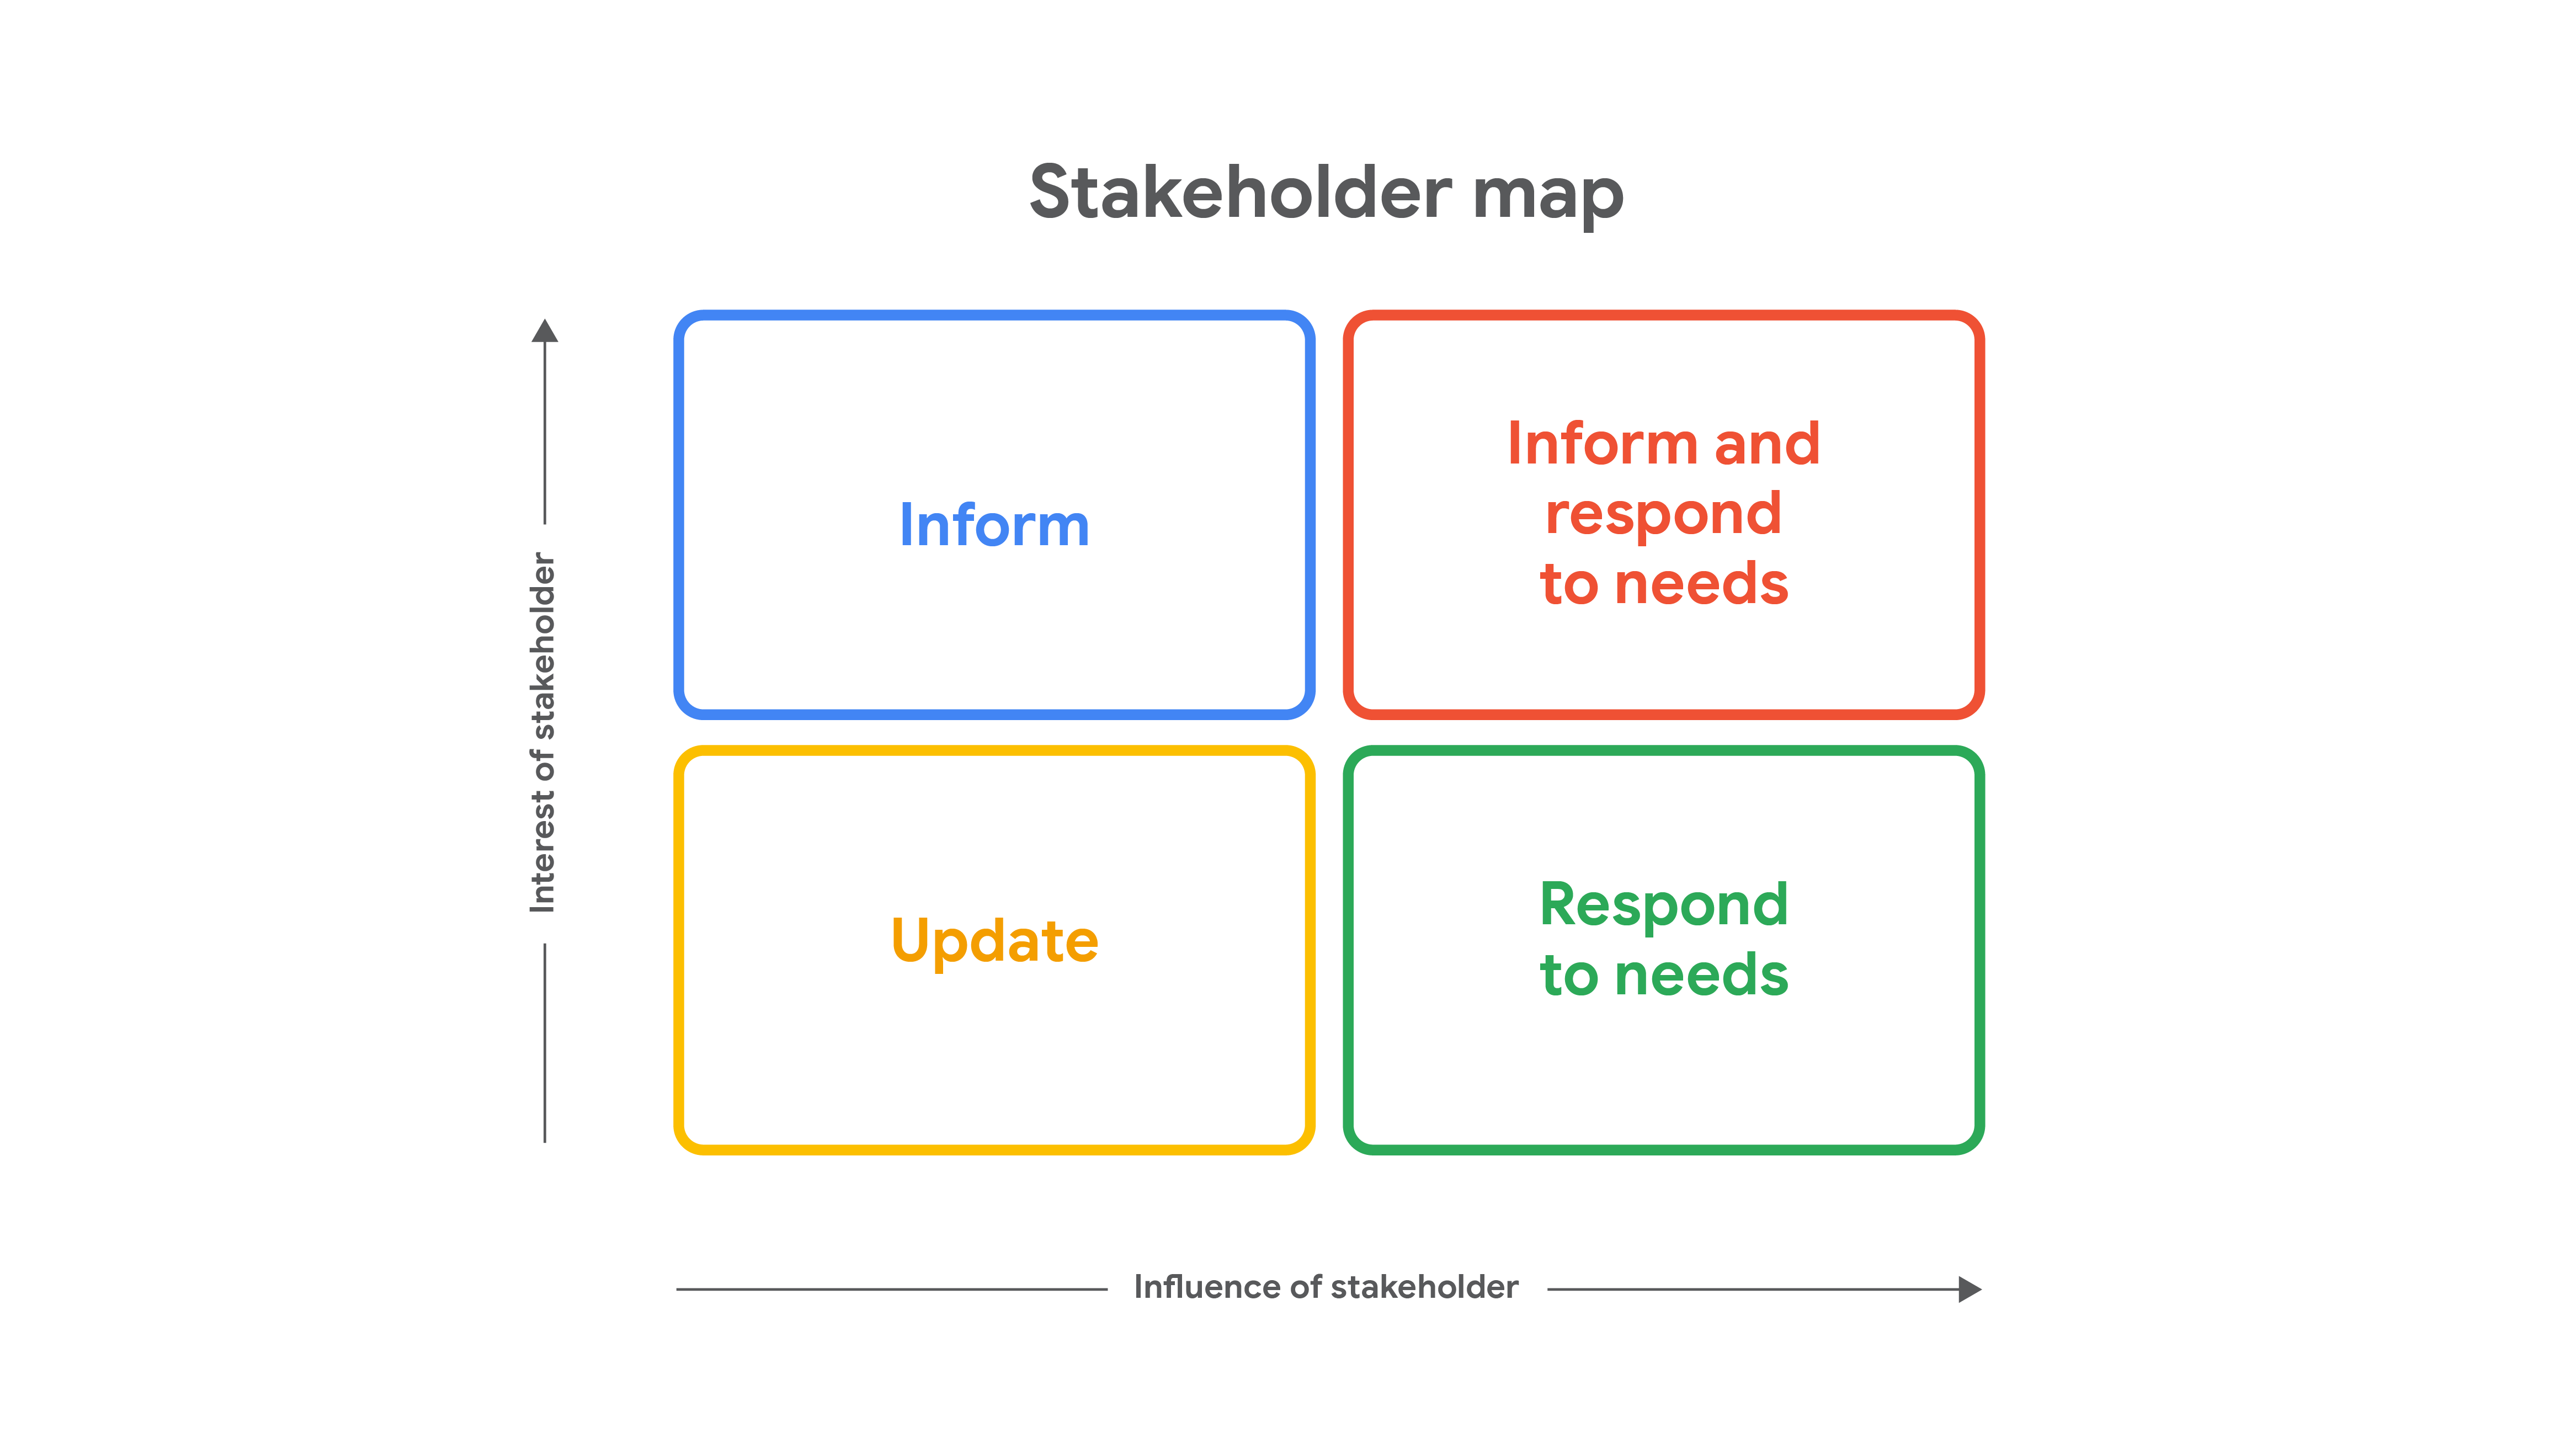 Stakeholder map
Interest of stakeholder
Inform
Inform and
respond
to needs
Update
Respond
to needs
Influence of stakeholder